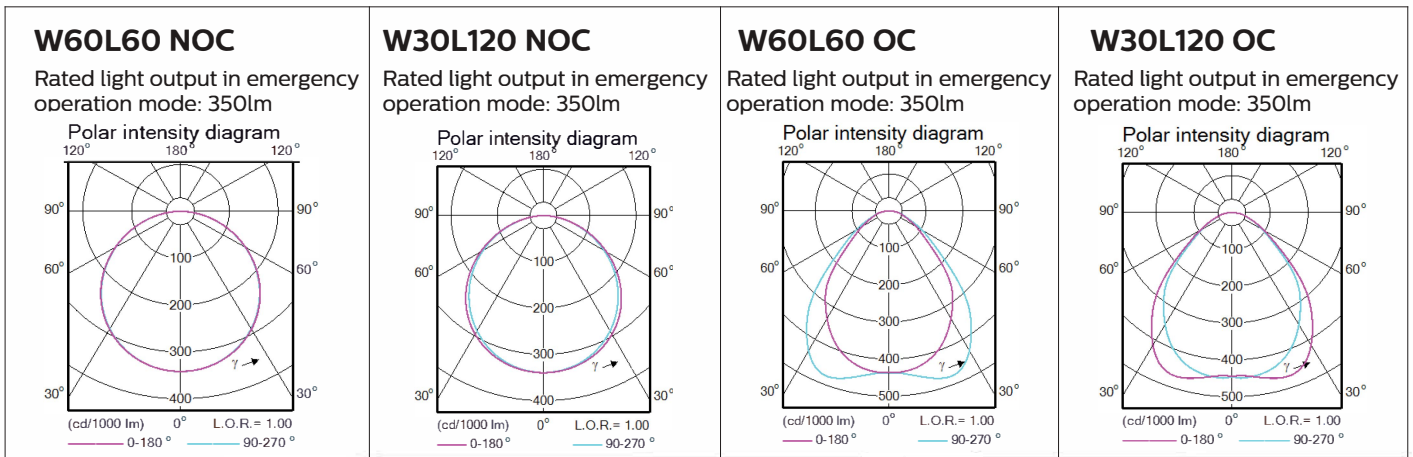 W60L60 NOC
Rated light output in emergency
operation mode: 350lm
Polar intensity diagram
120° 180° 120°
90° 90°
100
60° 60°
200
300
γ
30° 30°
400
(cd/1000 lm) 0° L.O.R.= 1.00
0-180 ° 90-270 °
W30L120 NOC
Rated light output in emergency
operation mode: 350lm
Polar intensity diagram
120° 180° 120°
90° 90°
100
60° 60°
200
300
γ
30° 30°
400
(cd/1000 lm) 0° L.O.R.= 1.00
0-180 ° 90-270 °
W60L60 OC
Rated light output in emergency
operation mode: 350lm
Polar intensity diagram
120° 180° 120°
90° 90°
100
60° 60°
200
300
400
γ
30° 30°
500
(cd/1000 lm) 0° L.O.R.= 1.00
0-180 ° 90-270 °
W30L120 OC
Rated light output in emergency
operation mode: 350lm
Polar intensity diagram
120° 180° 120°
90° 90°
100
60° 60°
200
300
400
γ
30° 30°
500
(cd/1000 lm) 0° L.O.R.= 1.00
0-180 ° 90-270 °